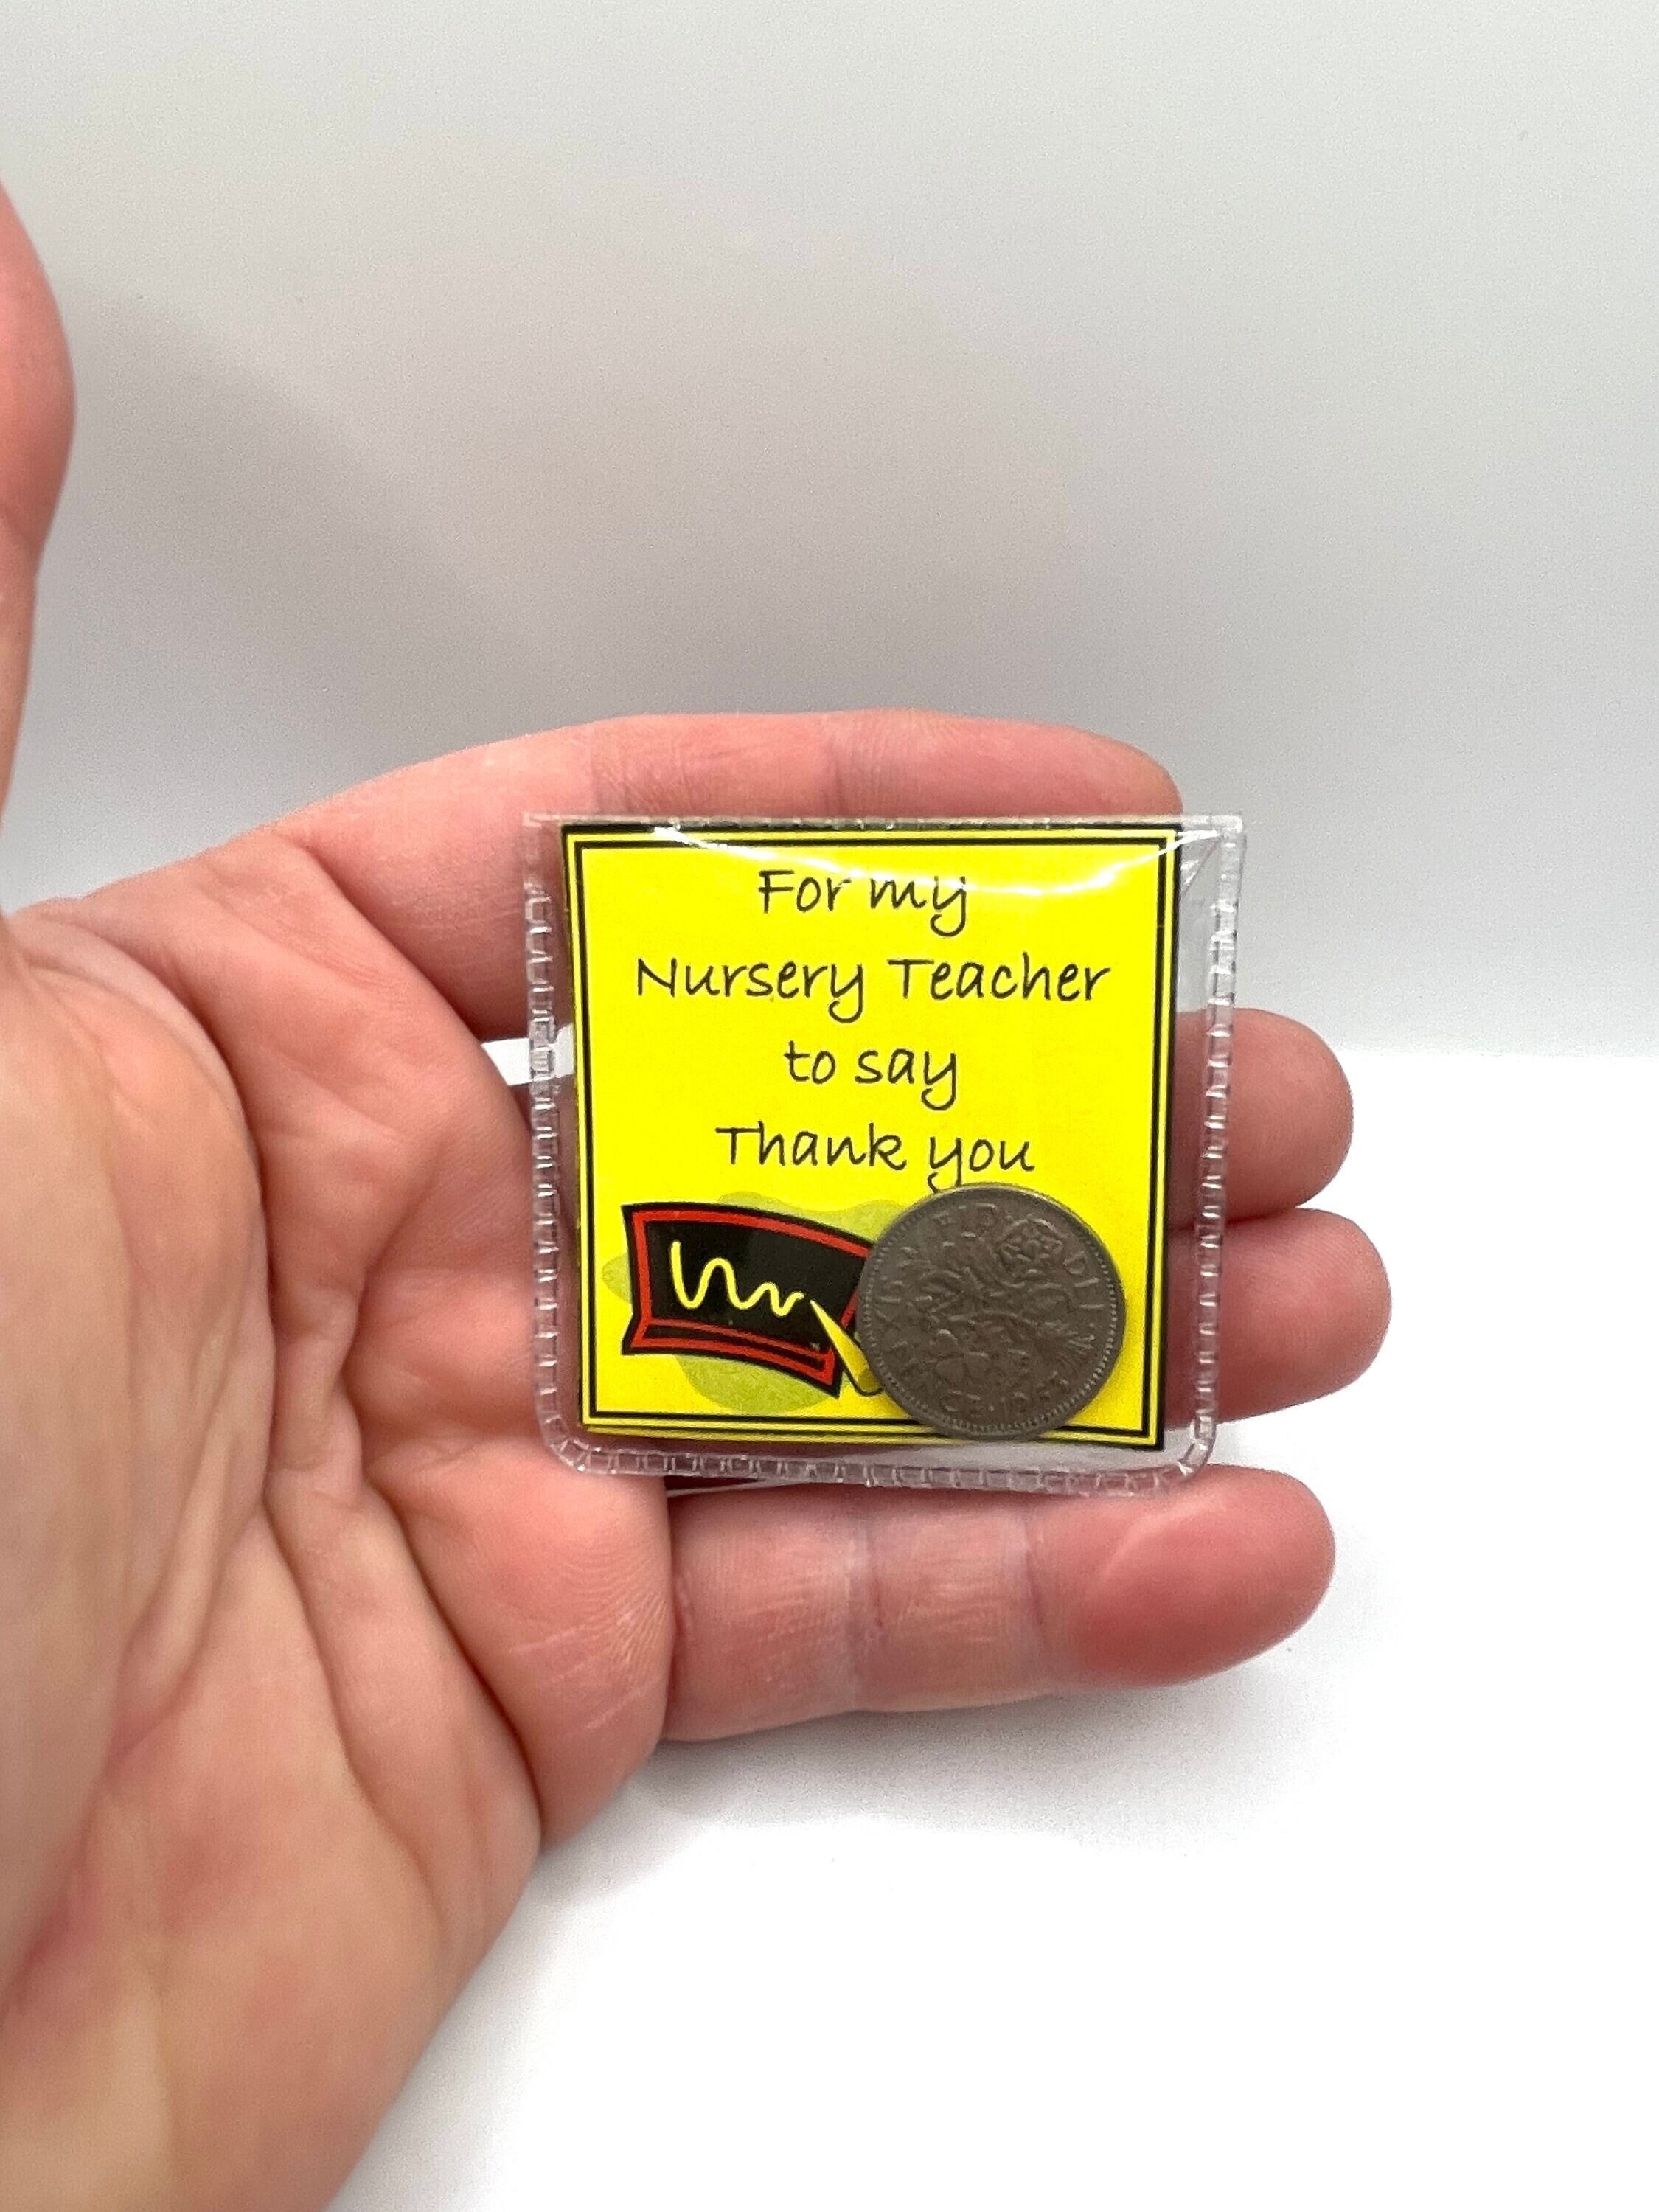 For my
Nursery Teacher
to say
Thank you